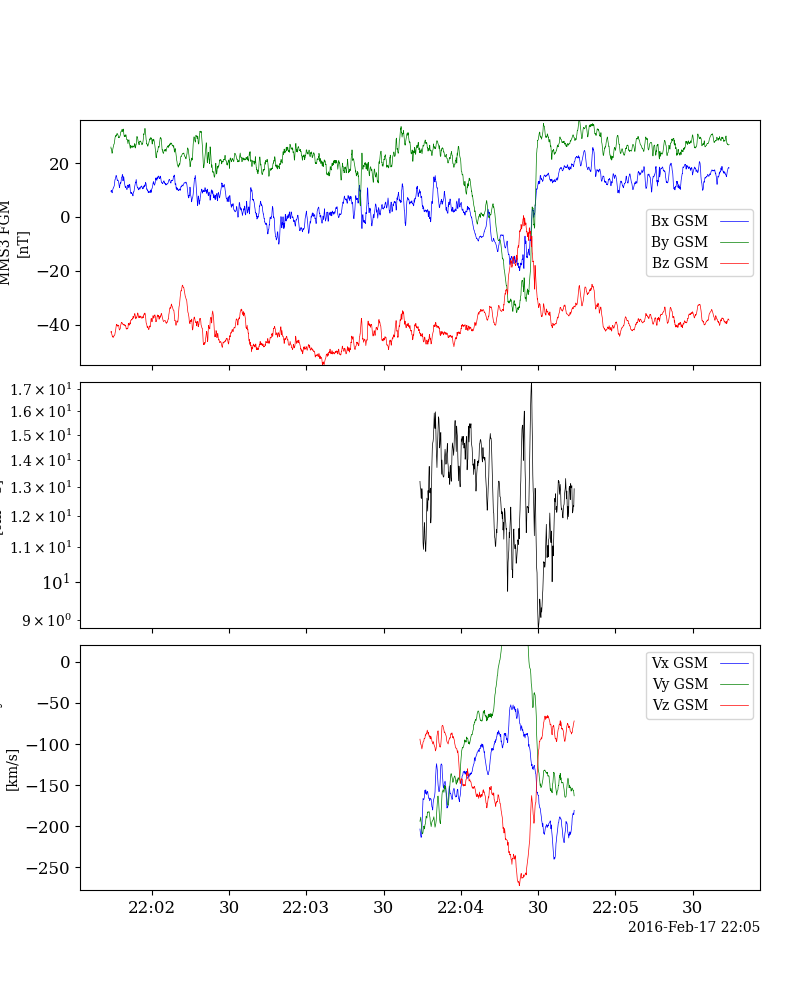 20
0
−20
−40
MMS3 FGM
[nT]
Bx GSM
By GSM
Bz GSM
1.7 × 10¹
1.6 × 10¹
1.5 × 10¹
1.4 × 10¹
1.3 × 10¹
1.2 × 10¹
1.1 × 10¹
10¹
9 × 10⁰
0
−50
−100
−150
−200
−250
[km/s]
Vx GSM
Vy GSM
Vz GSM
22:02 30 22:03 30 22:04 30 22:05 30
2016-Feb-17 22:05